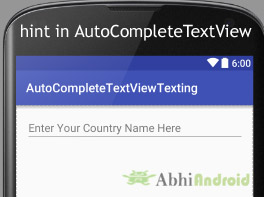 hint in AutoCompleteTextView
6:00
AutoCompleteTextViewTexting
Enter Your Country Name Here
AbhiAndroid